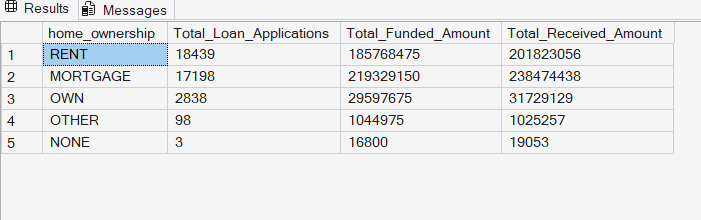 Results Messages
home_ownership Total_Loan_Applications Total_Funded_Amount Total_Received_Amount
1 RENT 18439 185768475 201823056
2 MORTGAGE 17198 219329150 238474438
3 OWN 2838 29597675 31729129
4 OTHER 98 1044975 1025257
5 NONE 3 16800 19053